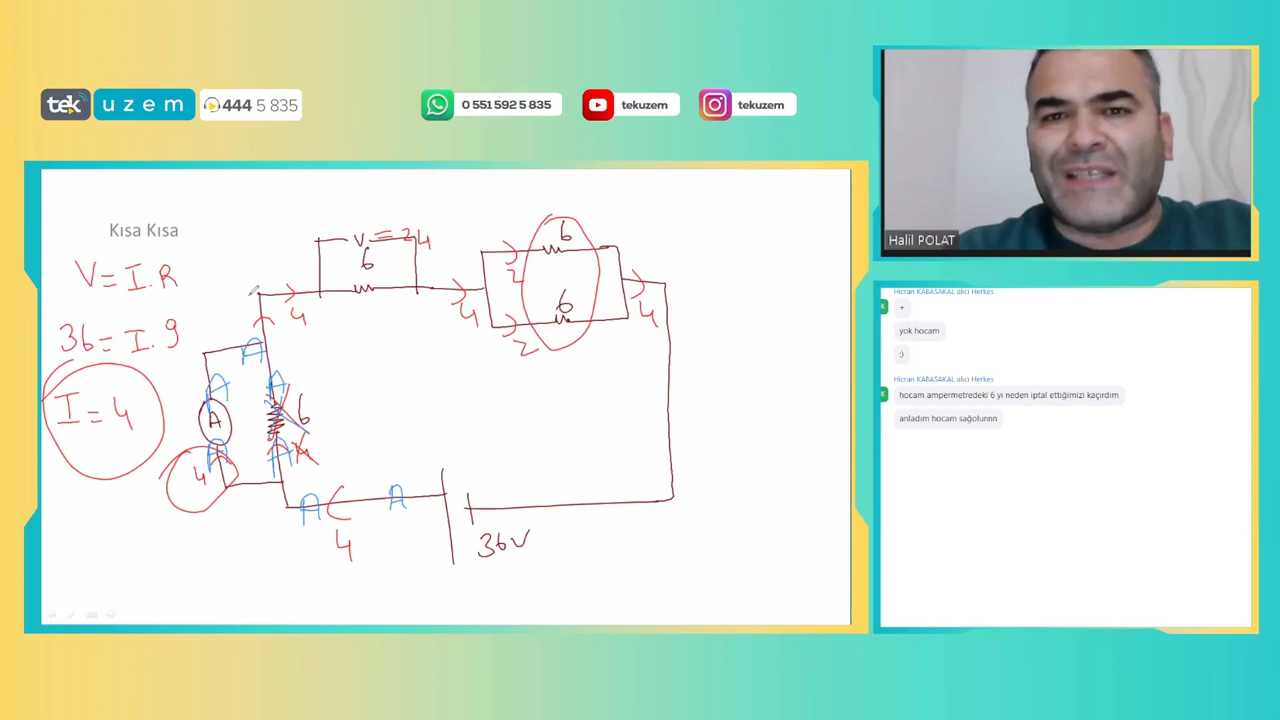 tek uzem 444 5 835
0 551 592 5 835
tekuzem
tekuzem
Halil POLAT
Kısa Kısa
V = I.R
36 = I.9
I = 4
V = 24
6
4
4
6
2
6
2
4
A
A
A
A
A
6
4
A
4
A
A
4
36V
Hicran KABASAKAL alıcı Herkes
K
+
yok hocam
:)
Hicran KABASAKAL alıcı Herkes
K
hocam ampermetredeki 6 yı neden iptal ettiğimizi kaçırdım
anladım hocam sağolunnn